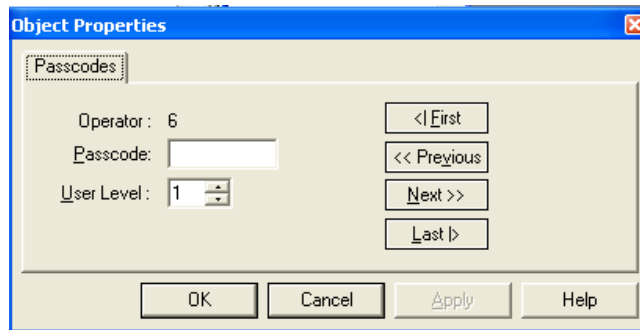 Object Properties
Passcodes
Operator : 6
Passcode:
User Level : 1
<| First
<< Previous
Next >>
Last |>
OK Cancel Apply Help